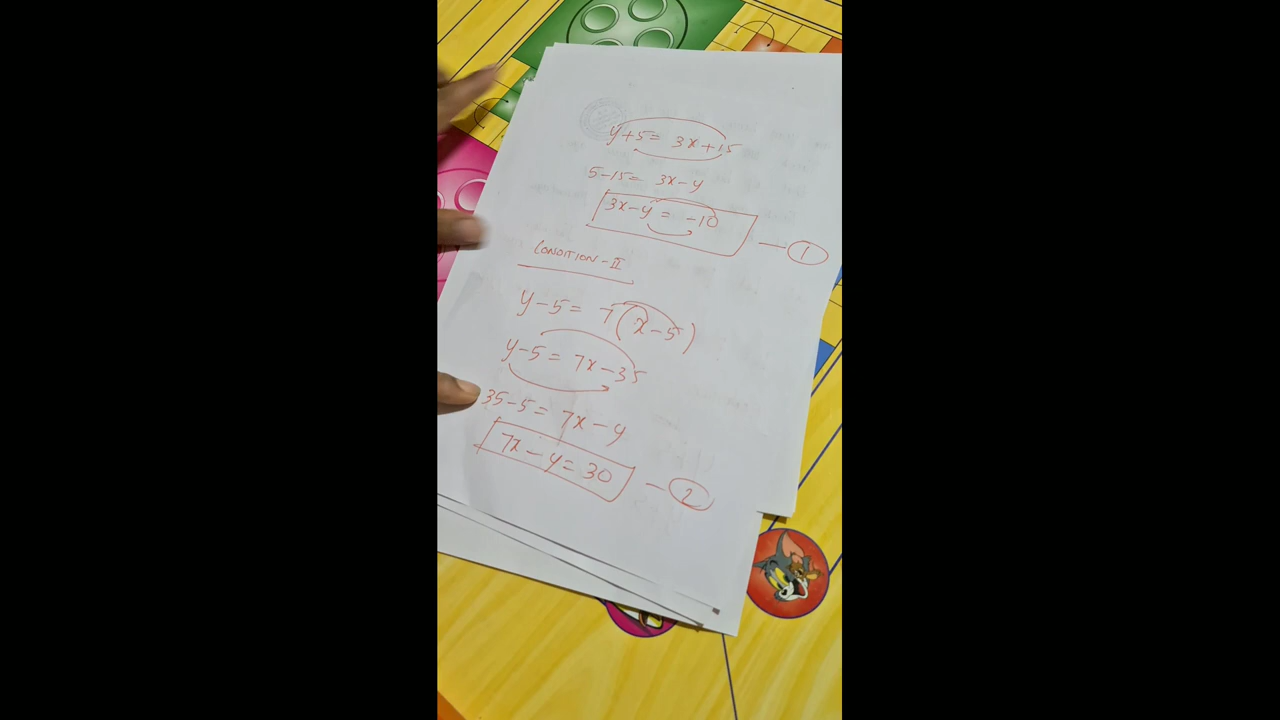 y+5= 3x+15
5-15= 3x-y
3x-y = -10 — 1
CONDITION-II
y-5= 7(x-5)
y-5= 7x-35
35-5= 7x-y
7x-y=30 — 2